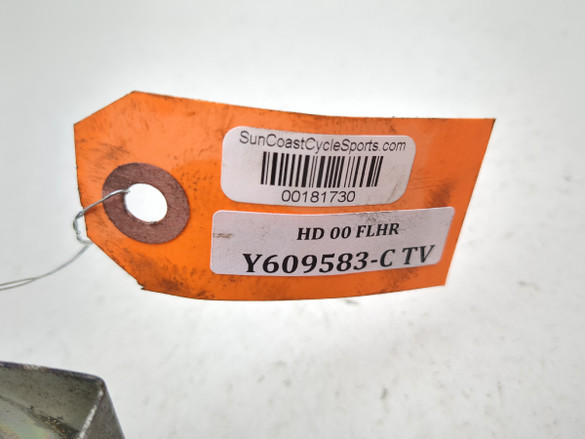 SunCoastCycleSports.com
00181730
HD 00 FLHR
Y609583-C TV